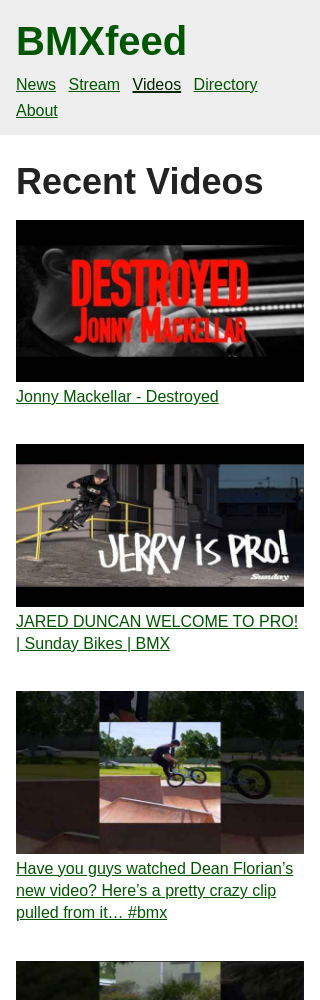 BMXfeed
News Stream Videos Directory
About
Recent Videos
DESTROYED
JONNY MACKELLAR
Jonny Mackellar - Destroyed
JERRY is PRO!
Sunday
JARED DUNCAN WELCOME TO PRO!
| Sunday Bikes | BMX
Have you guys watched Dean Florian’s
new video? Here’s a pretty crazy clip
pulled from it… #bmx